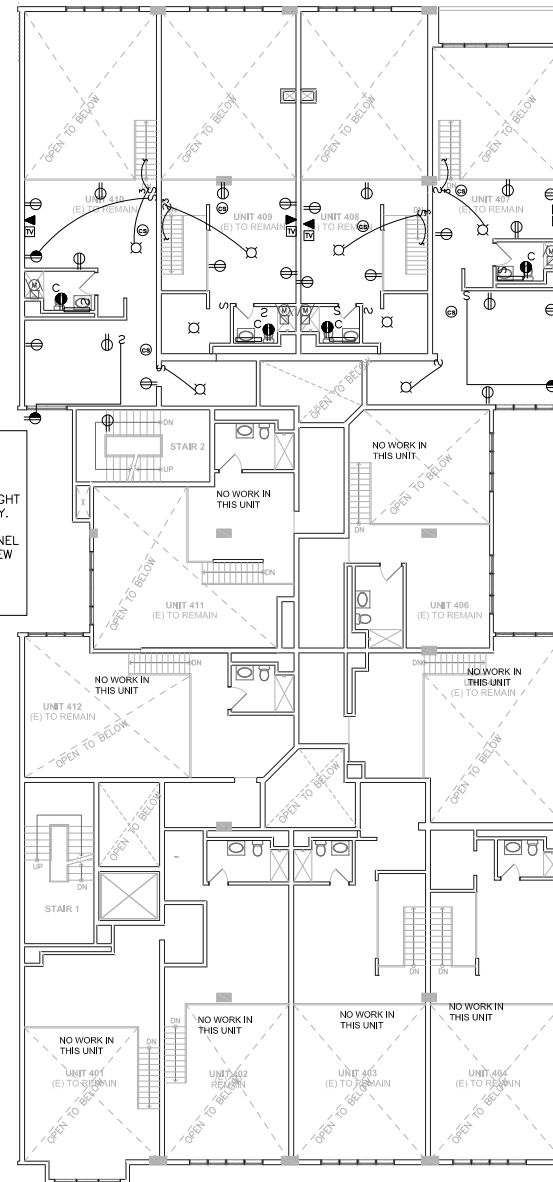 OPEN TO BELOW
OPEN TO BELOW
OPEN TO BELOW
OPEN TO BELOW
UNIT 410
(E) TO REMAIN
UNIT 409
(E) TO REMAIN
UNIT 408
(E) TO REMAIN
DN
UNIT 407
(E) TO REMAIN
DN
DN
TV
TV
TV
TV
CS
CS
CS
CS
M
M
M
M
C
C
C
C
CS
CS
CS
CS
OPEN TO BELOW
STAIR 2
DN
UP
NO WORK IN
THIS UNIT
NO WORK IN
THIS UNIT
OPEN TO BELOW
DN
GHT
Y.
NEL
EW
OPEN TO BELOW
DN
UNIT 411
(E) TO REMAIN
UNIT 406
(E) TO REMAIN
DN
NO WORK IN
THIS UNIT
UNIT 412
(E) TO REMAIN
OPEN TO BELOW
DN
NO WORK IN
THIS UNIT
(E) TO REMAIN
OPEN TO BELOW
OPEN TO BELOW
OPEN TO BELOW
UP
DN
STAIR 1
DN
DN
DN
DN
NO WORK IN
THIS UNIT
NO WORK IN
THIS UNIT
NO WORK IN
THIS UNIT
NO WORK IN
THIS UNIT
UNIT 401
(E) TO REMAIN
UNIT 402
REMAIN
UNIT 403
(E) TO REMAIN
UNIT 404
(E) TO REMAIN
OPEN TO BELOW
OPEN TO BELOW
OPEN TO BELOW
OPEN TO BELOW